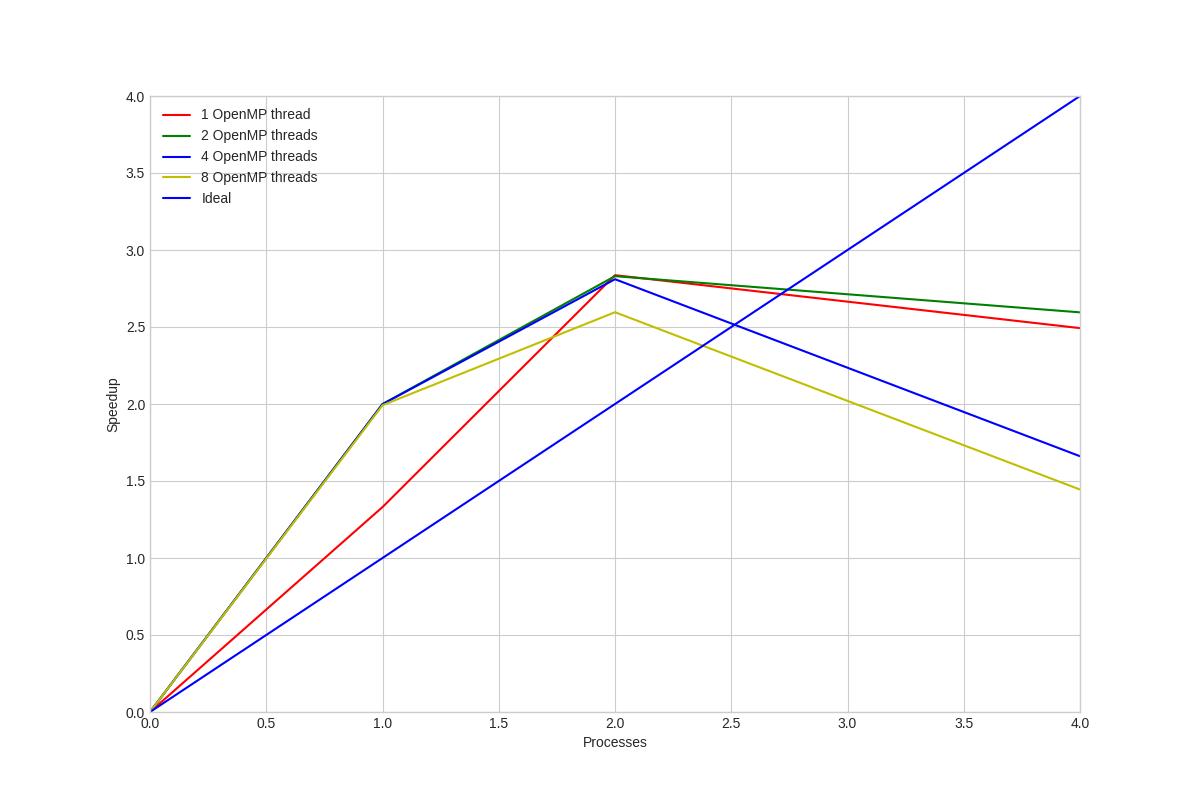 4.0
3.5
3.0
2.5
2.0
1.5
1.0
0.5
0.0
Speedup
1 OpenMP thread
2 OpenMP threads
4 OpenMP threads
8 OpenMP threads
Ideal
0.0 0.5 1.0 1.5 2.0 2.5 3.0 3.5 4.0
Processes